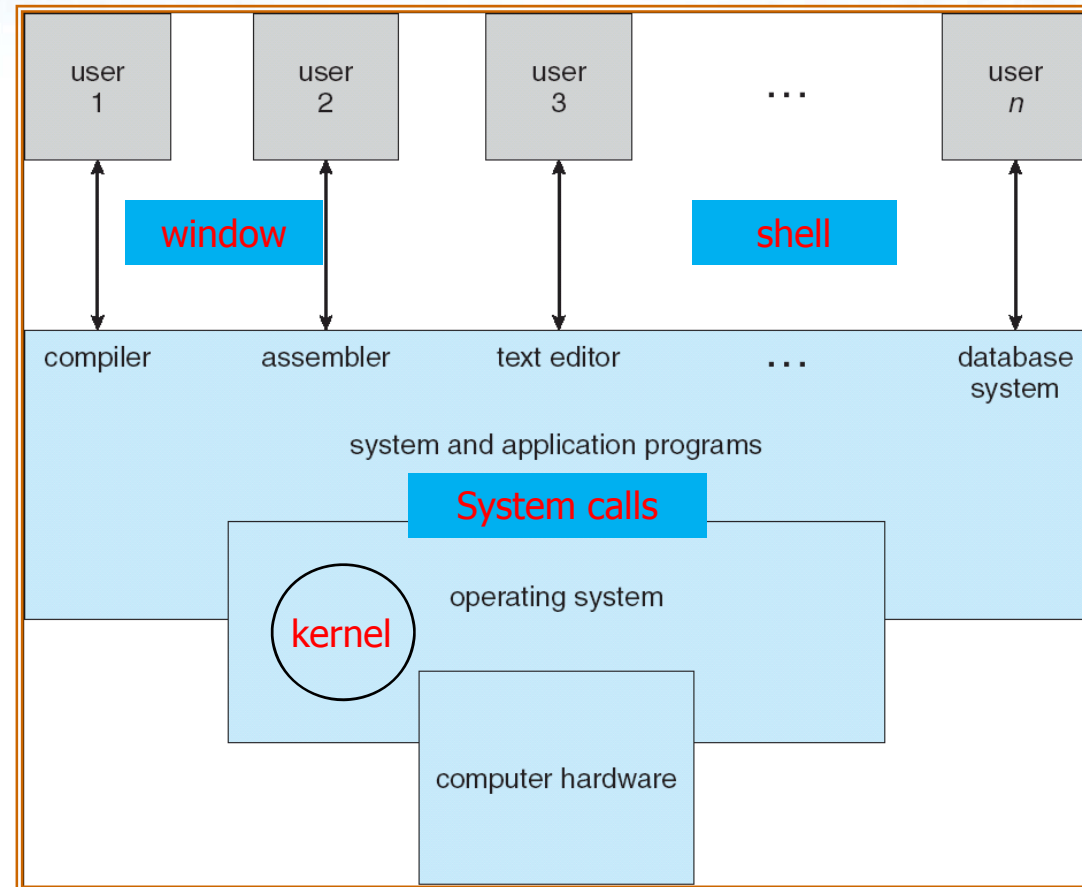 user user user ... user
1 2 3 n
window shell
compiler assembler text editor ... database
system
system and application programs
System calls
operating system
kernel
computer hardware